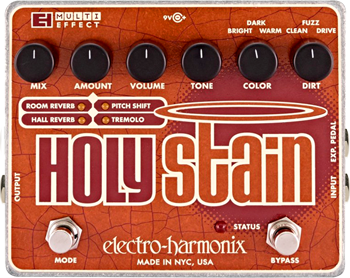 EI MULTI EFFECT
9V
DARK
FUZZ
BRIGHT WARM CLEAN DRIVE
MIX AMOUNT VOLUME TONE COLOR DIRT
ROOM REVERB PITCH SHIFT
HALL REVERB TREMOLO
HOLY STAIN
OUTPUT
INPUT EXP. PEDAL
STATUS
MODE
electro-harmonix
MADE IN NYC, USA
BYPASS